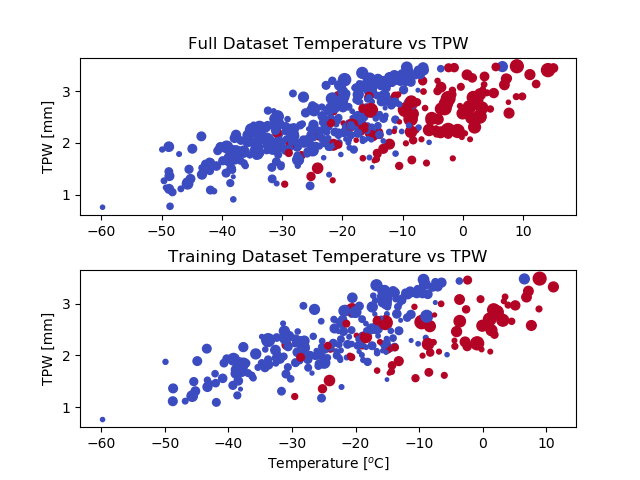 Full Dataset Temperature vs TPW
TPW [mm]
3
2
1
−60 −50 −40 −30 −20 −10 0 10
Training Dataset Temperature vs TPW
TPW [mm]
3
2
1
−60 −50 −40 −30 −20 −10 0 10
Temperature [°C]